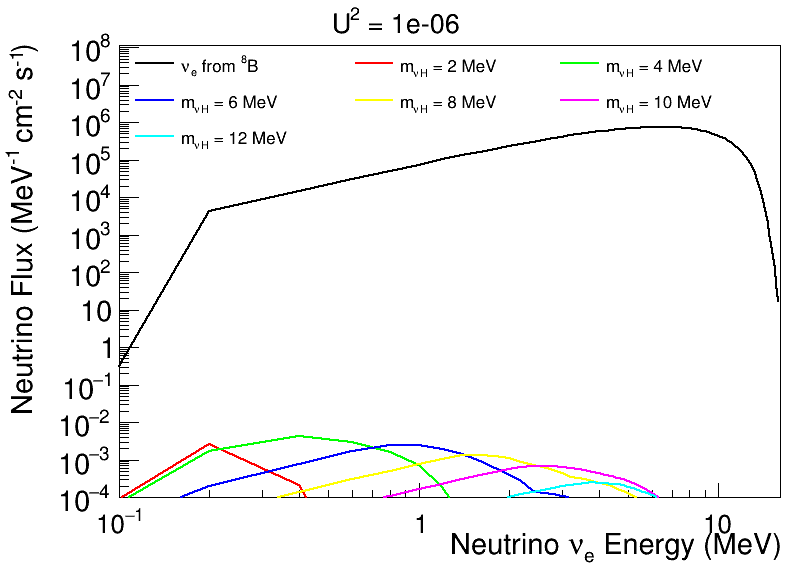 U² = 1e-06
Neutrino Flux (MeV⁻¹ cm⁻² s⁻¹)
10⁸
10⁷
10⁶
10⁵
10⁴
10³
10²
10
1
10⁻¹
10⁻²
10⁻³
10⁻⁴
νₑ from ⁸B
m_νH = 2 MeV
m_νH = 4 MeV
m_νH = 6 MeV
m_νH = 8 MeV
m_νH = 10 MeV
m_νH = 12 MeV
10⁻¹
1
10
Neutrino νₑ Energy (MeV)